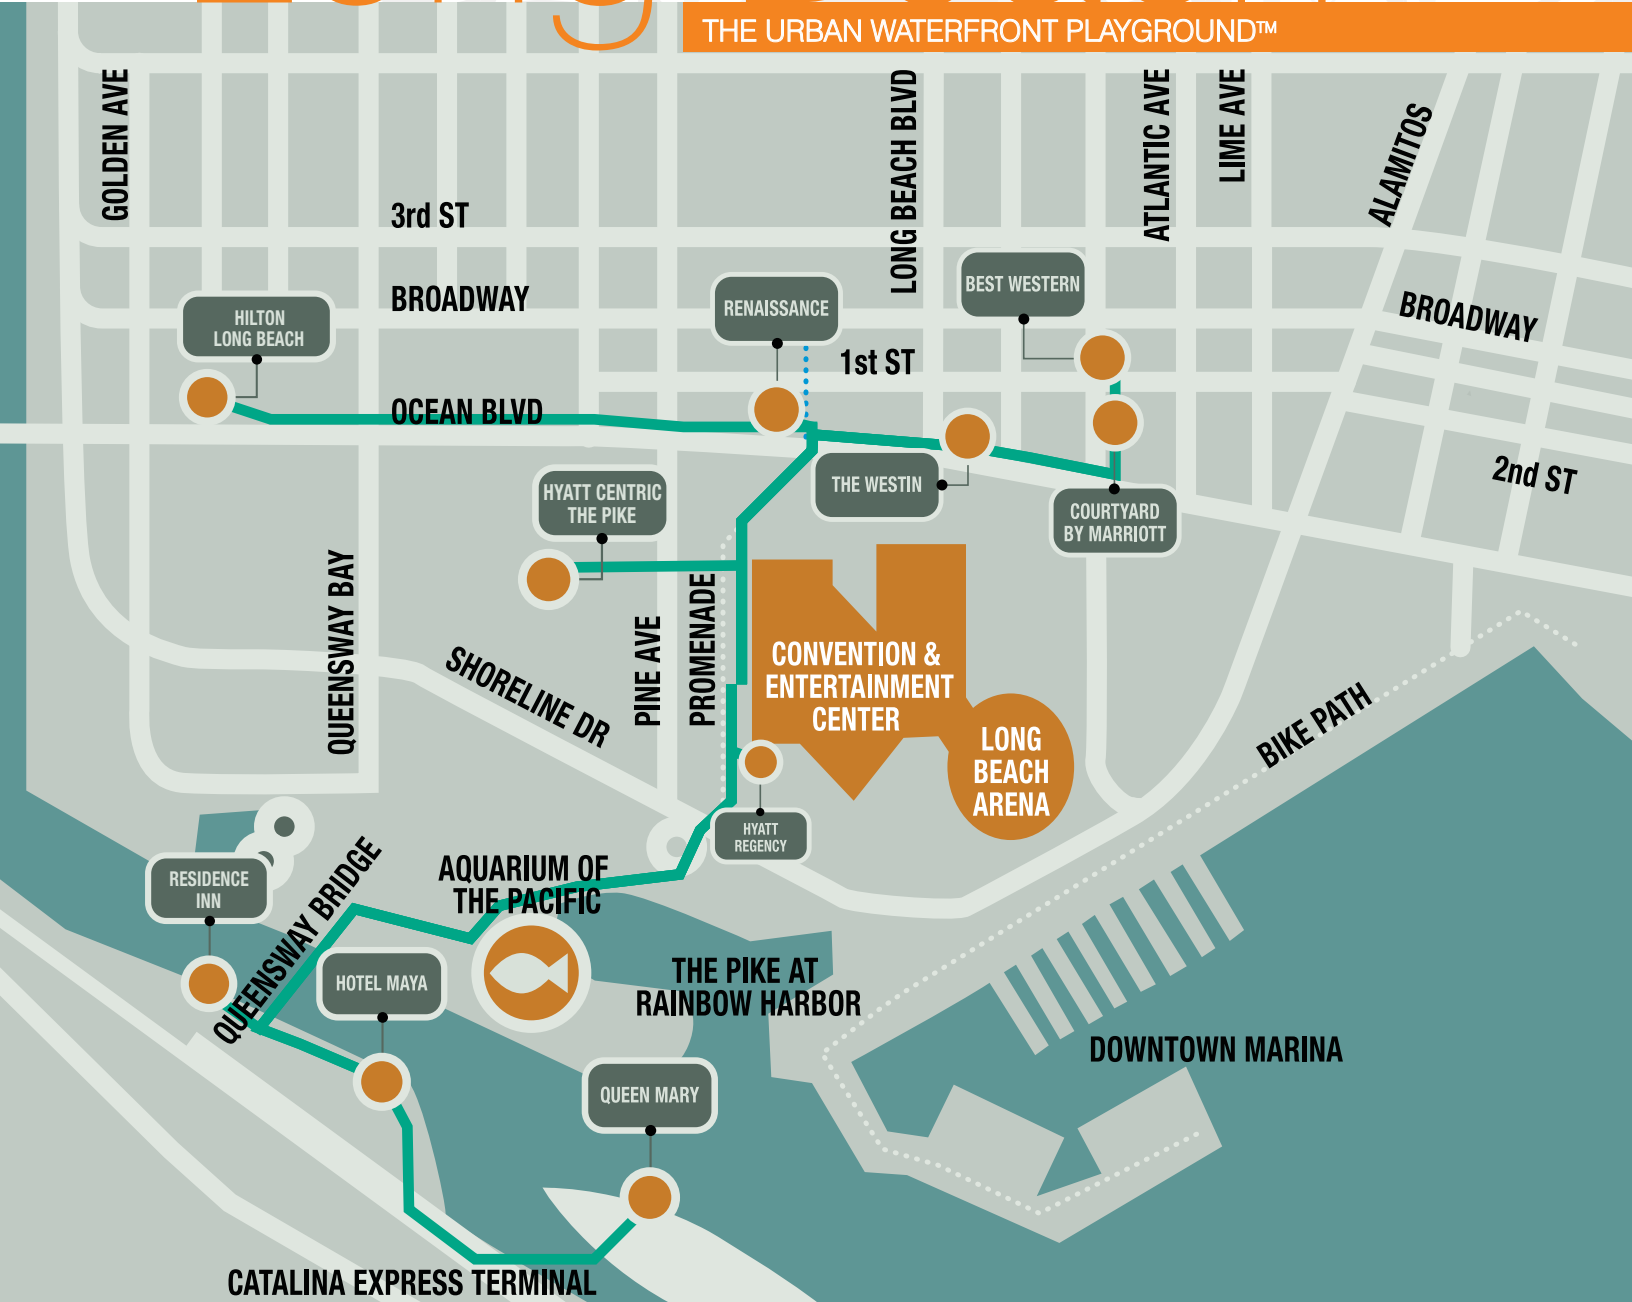 THE URBAN WATERFRONT PLAYGROUND™
GOLDEN AVE
LONG BEACH BLVD
ATLANTIC AVE
LIME AVE
ALAMITOS
3rd ST
BROADWAY
BROADWAY
HILTON
LONG BEACH
RENAISSANCE
BEST WESTERN
1st ST
OCEAN BLVD
2nd ST
HYATT CENTRIC
THE PIKE
THE WESTIN
COURTYARD
BY MARRIOTT
QUEENSWAY BAY
SHORELINE DR
PINE AVE
PROMENADE
CONVENTION &
ENTERTAINMENT
CENTER
LONG
BEACH
ARENA
BIKE PATH
HYATT
REGENCY
RESIDENCE
INN
QUEENSWAY BRIDGE
AQUARIUM OF
THE PACIFIC
HOTEL MAYA
THE PIKE AT
RAINBOW HARBOR
DOWNTOWN MARINA
QUEEN MARY
CATALINA EXPRESS TERMINAL